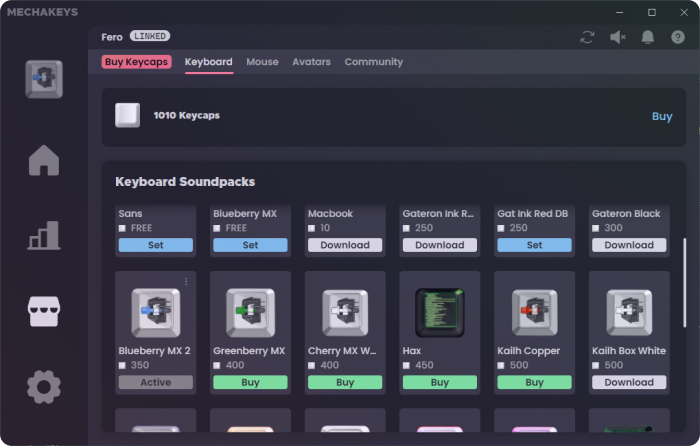 MECHAKEYS
Fero LINKED
Buy Keycaps Keyboard Mouse Avatars Community
1010 Keycaps Buy
Keyboard Soundpacks
Sans Blueberry MX Macbook Gateron Ink R... Gat Ink Red DB Gateron Black
FREE FREE 10 250 250 300
Set Set Download Download Set Download
Blueberry MX 2 Greenberry MX Cherry MX W... Hax Kailh Copper Kailh Box White
350 400 400 450 500 500
Active Buy Buy Buy Buy Download